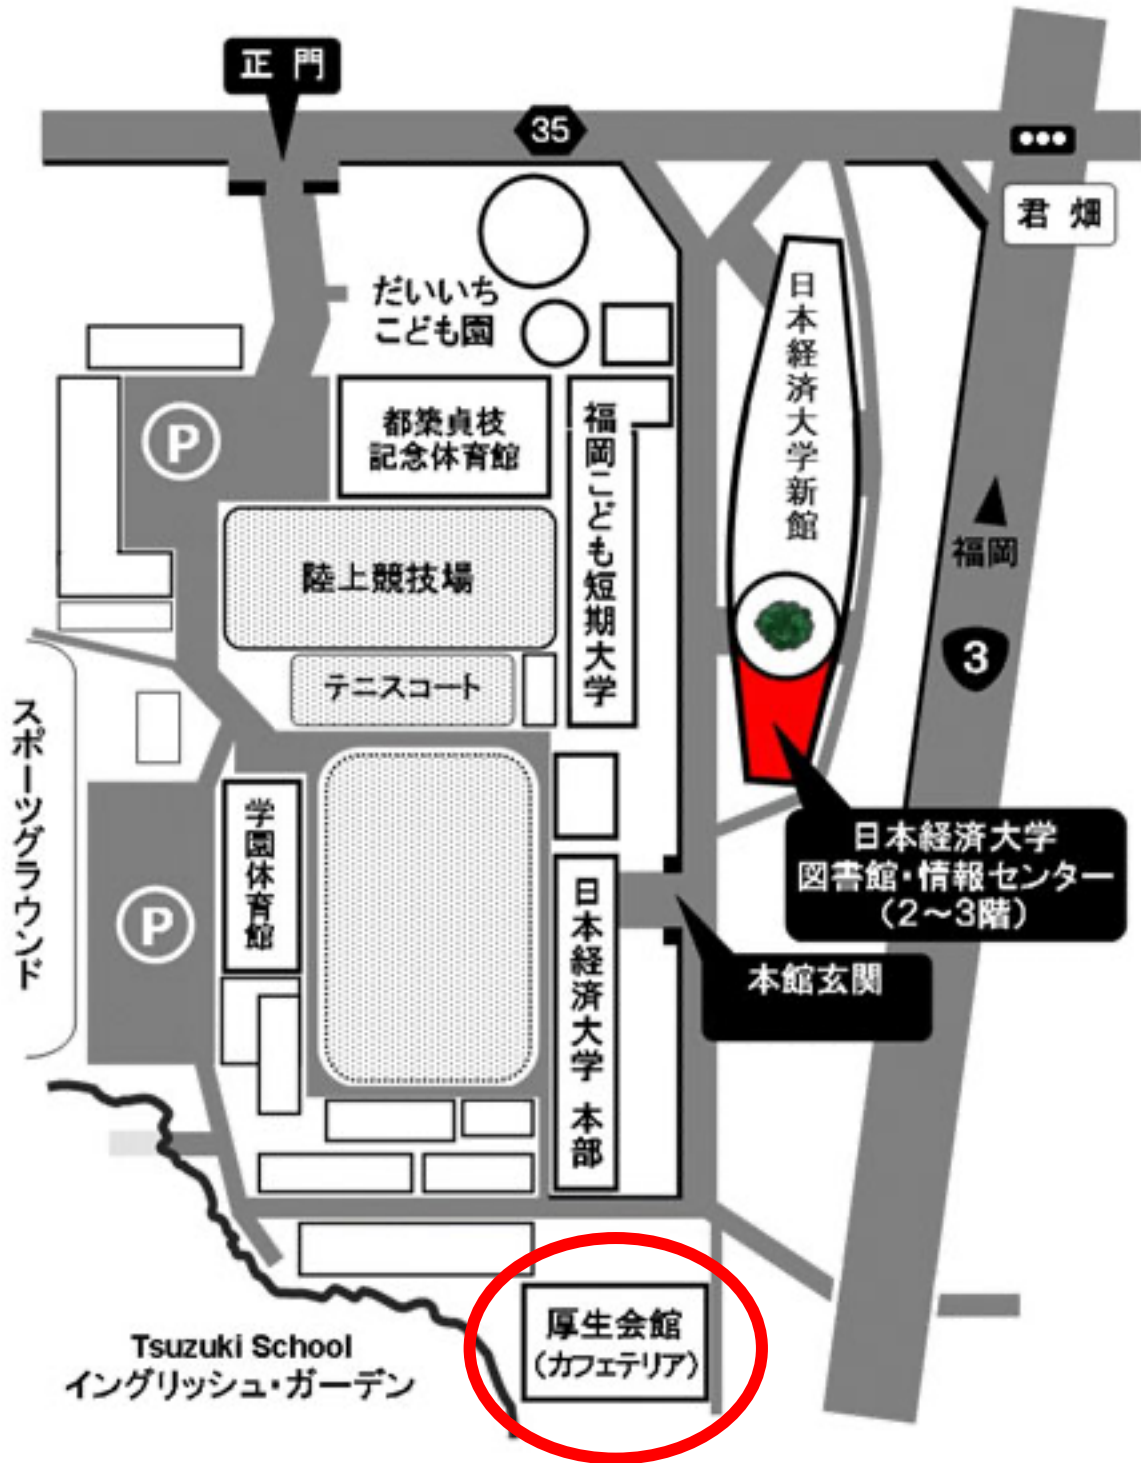 正 門
35
君 畑
だいいち
こども園
日本経済大学新館
都築貞枝
記念体育館
福岡こども短期大学
P
福岡
陸上競技場
3
テニスコート
スポーツグラウンド
学園体育館
日本経済大学
図書館・情報センター
（2～3階）
日本経済大学 本部
P
本館玄関
厚生会館
（カフェテリア）
Tsuzuki School
イングリッシュ・ガーデン